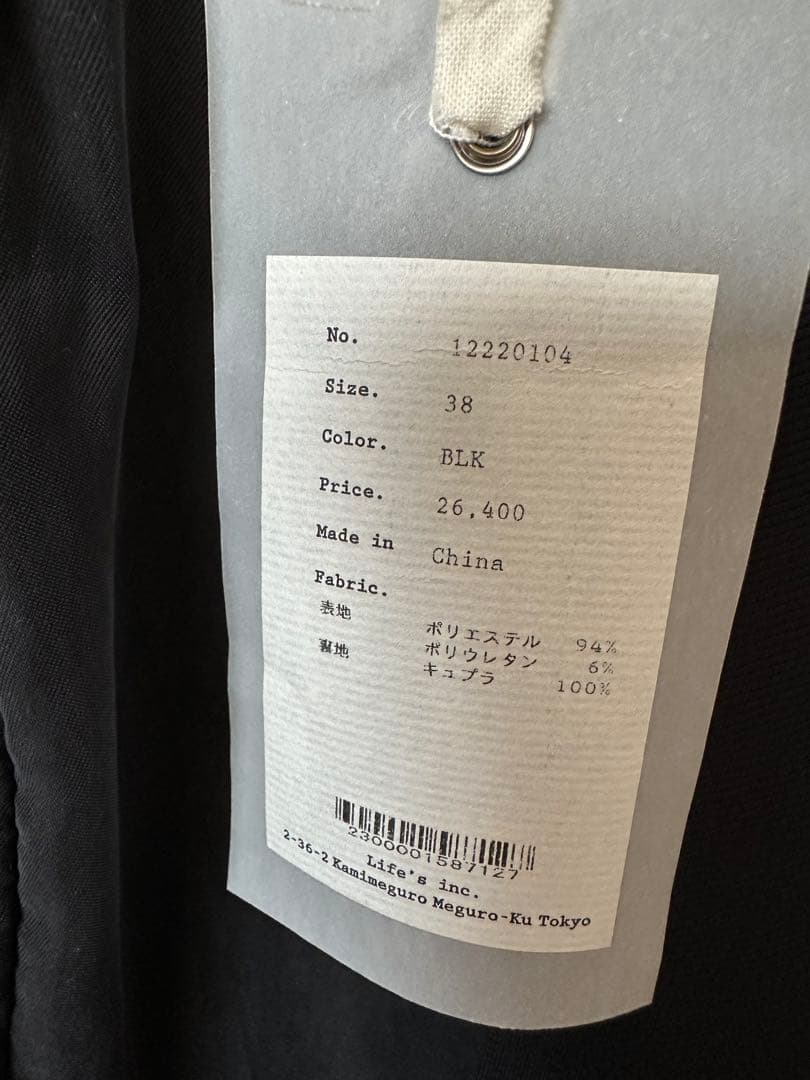 No. 12220104
Size. 38
Color. BLK
Price. 26,400
Made in China
Fabric.
表地 ポリエステル 94%
ポリウレタン 6%
裏地 キュプラ 100%
2300001587127
Life's inc.
2-36-2 Kamimeguro Meguro-Ku Tokyo